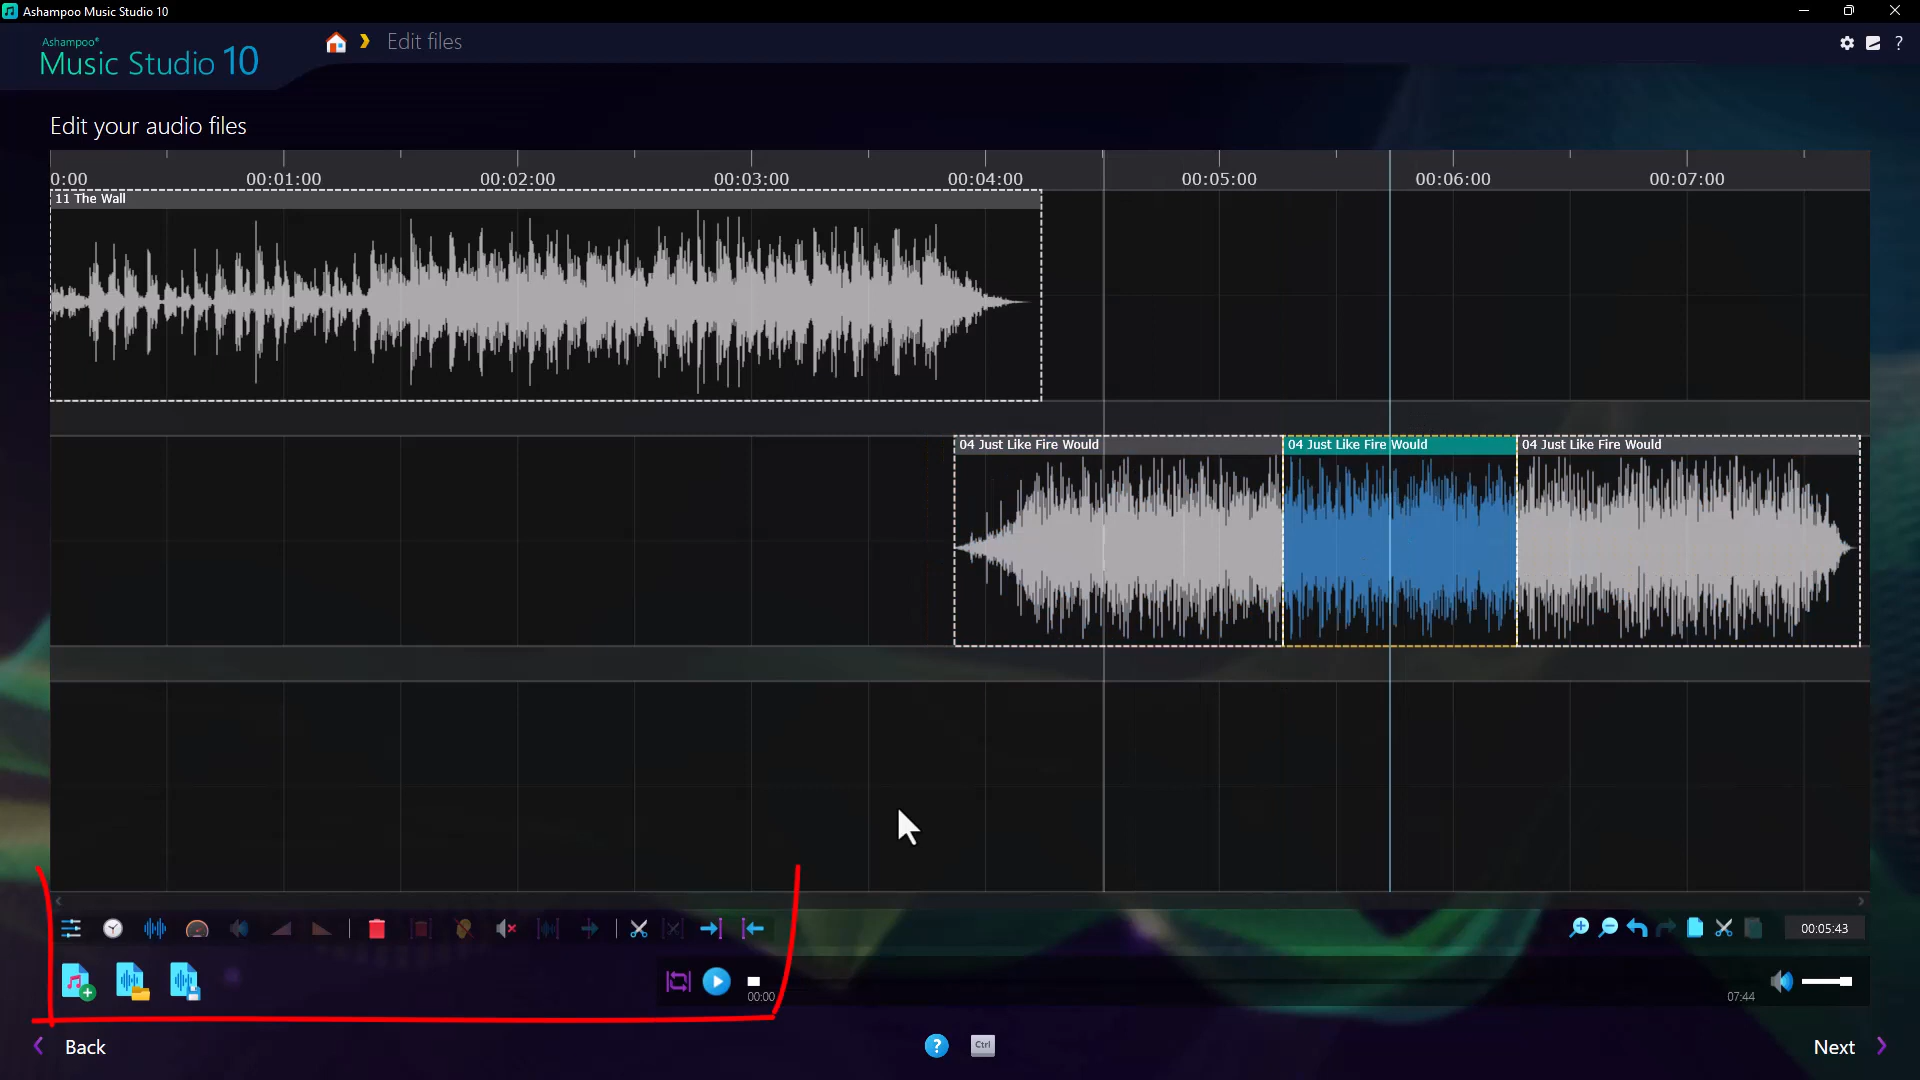 Ashampoo Music Studio 10
Ashampoo®
Music Studio 10
Edit files
?
Edit your audio files
0:00 00:01:00 00:02:00 00:03:00 00:04:00 00:05:00 00:06:00 00:07:00
11 The Wall
04 Just Like Fire Would 04 Just Like Fire Would 04 Just Like Fire Would
00:05:43
00:00 07:44
Back ? Ctrl Next